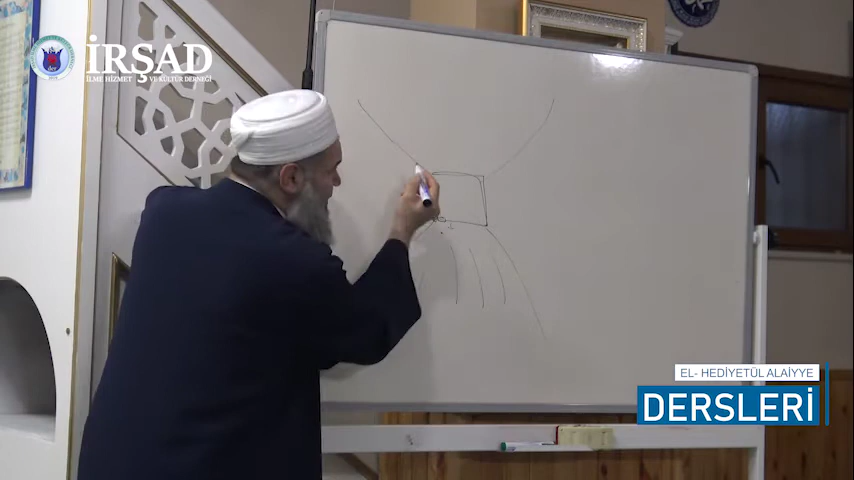 İRŞAD
İLME HİZMET VE KÜLTÜR DERNEĞİ
EL- HEDİYETÜL ALAİYYE
DERSLERİ